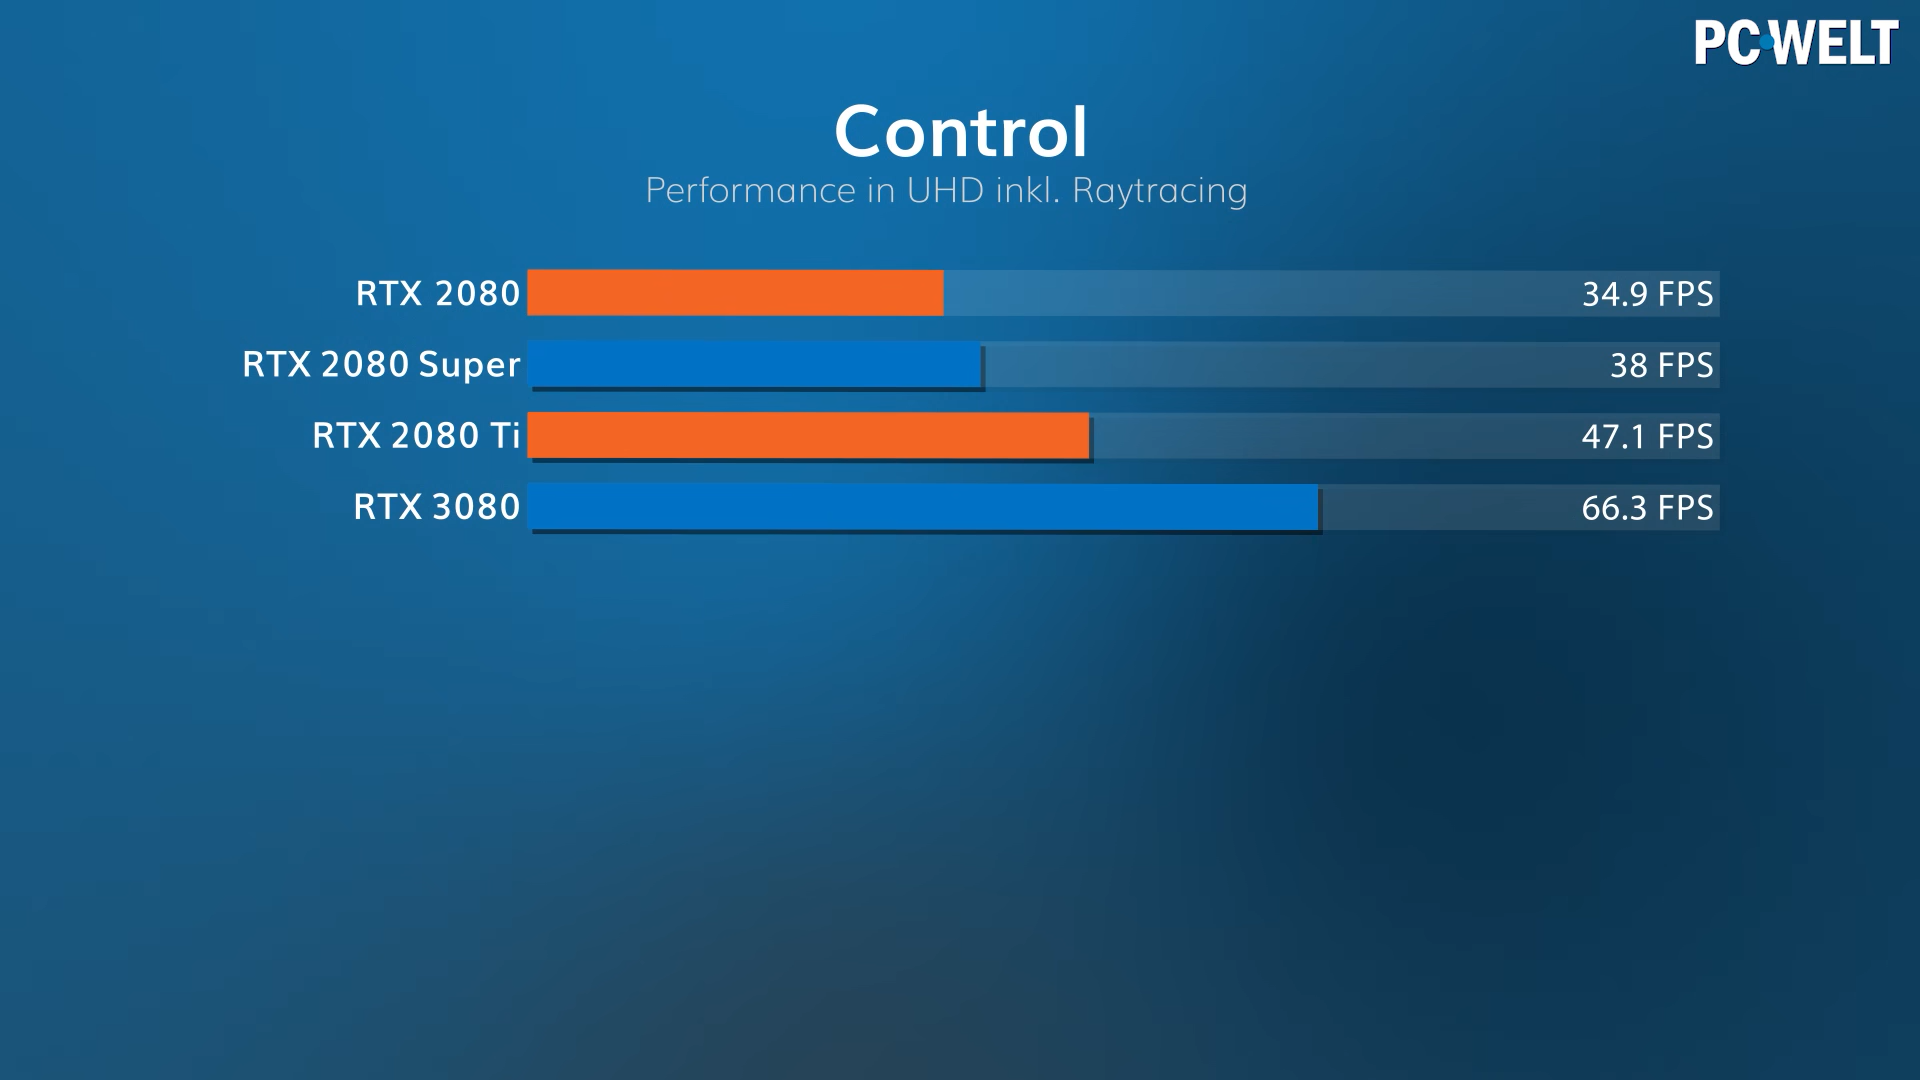 PC WELT
Control
Performance in UHD inkl. Raytracing
RTX 2080 34.9 FPS
RTX 2080 Super 38 FPS
RTX 2080 Ti 47.1 FPS
RTX 3080 66.3 FPS